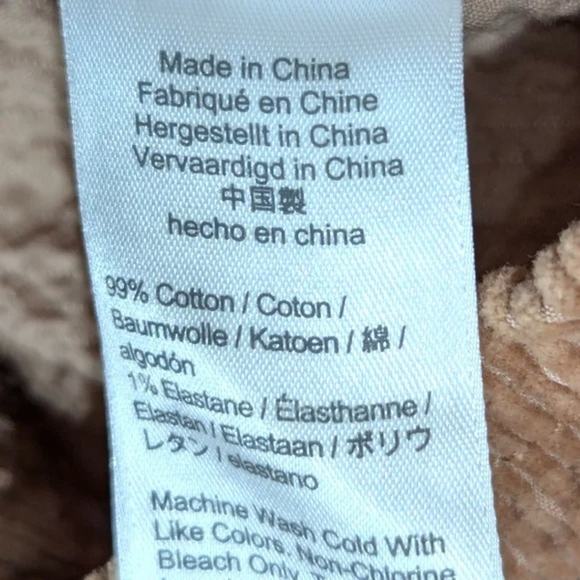 Made in China
Fabriqué en Chine
Hergestellt in China
Vervaardigd in China
中国製
hecho en china
99% Cotton / Coton /
Baumwolle / Katoen / 綿 /
algodón
1% Elastane / Élasthanne /
Elastan / Elastaan / ポリウ
レタン / elastano
Machine Wash Cold With
Like Colors. Non-Chlorine
Bleach Only.